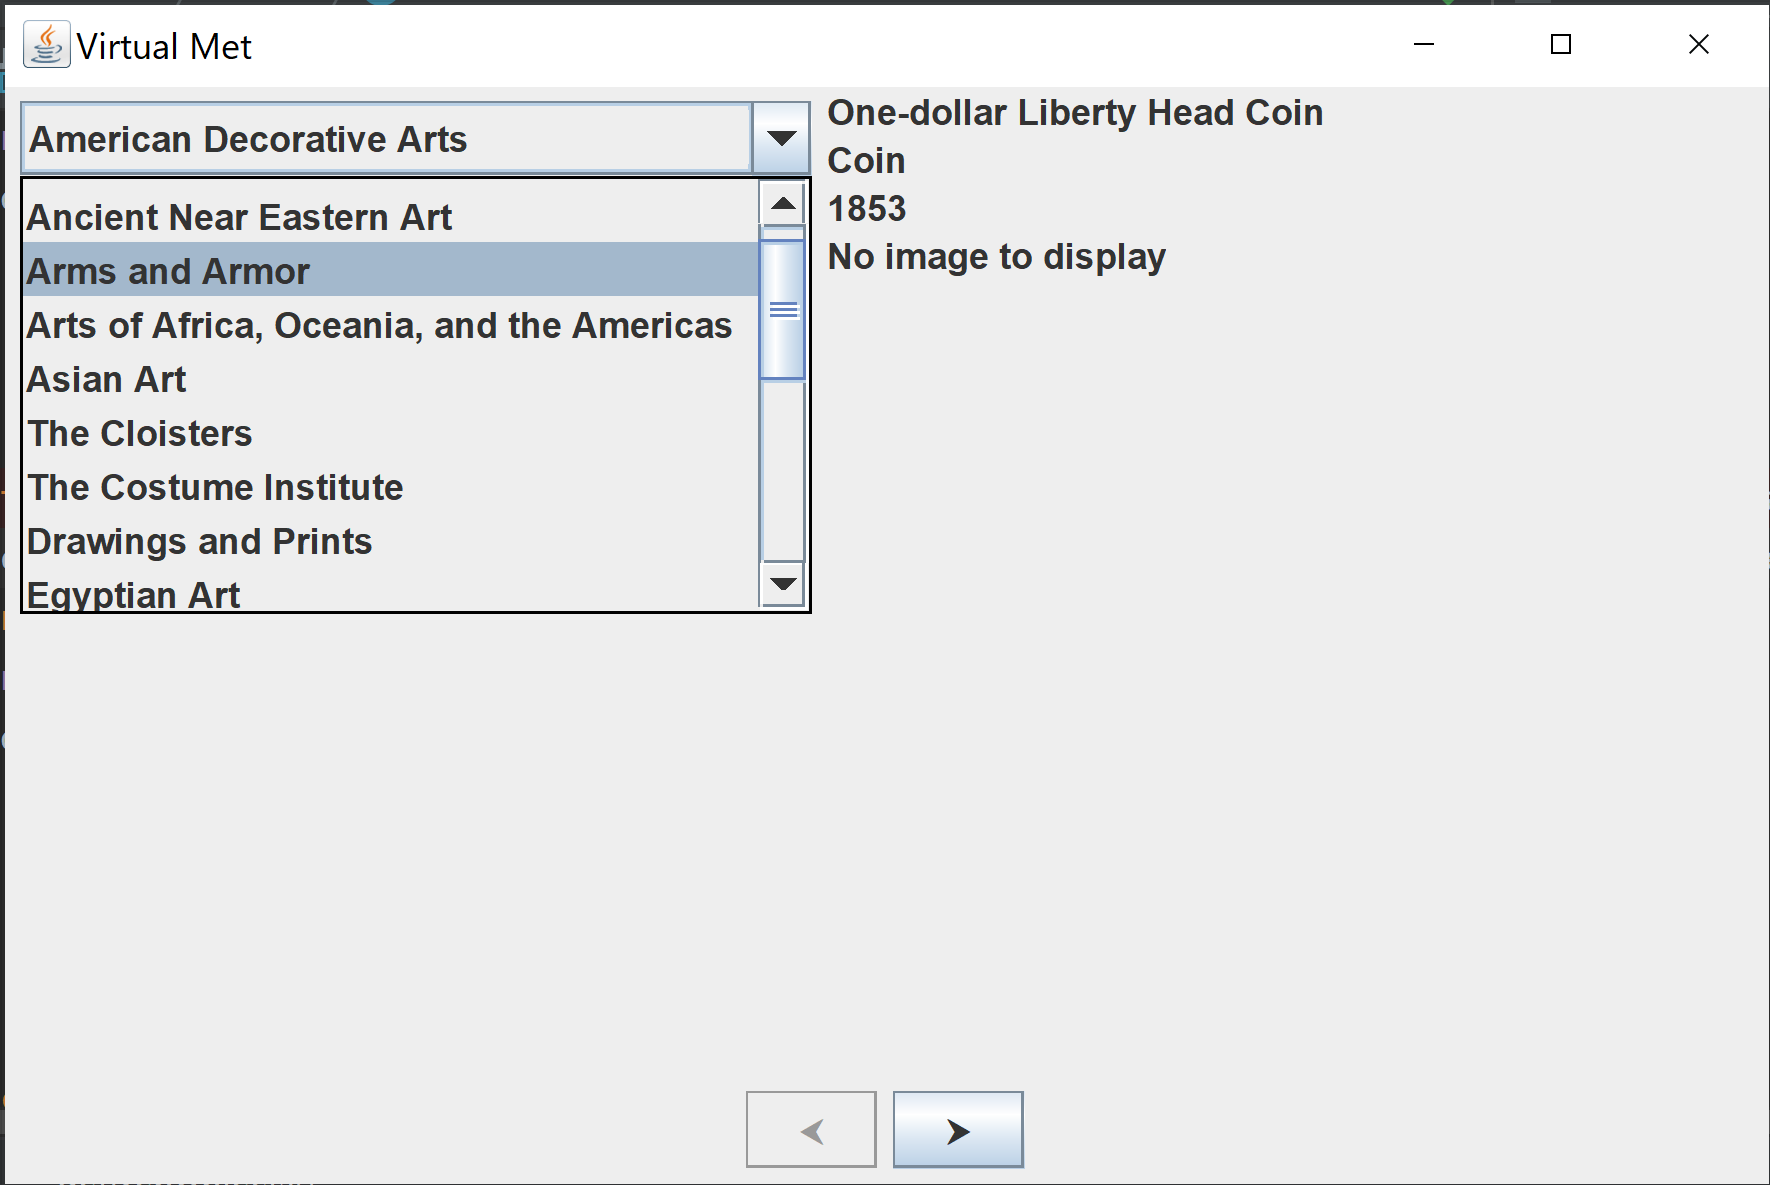 Virtual Met
American Decorative Arts
Ancient Near Eastern Art
Arms and Armor
Arts of Africa, Oceania, and the Americas
Asian Art
The Cloisters
The Costume Institute
Drawings and Prints
Egyptian Art
One-dollar Liberty Head Coin
Coin
1853
No image to display